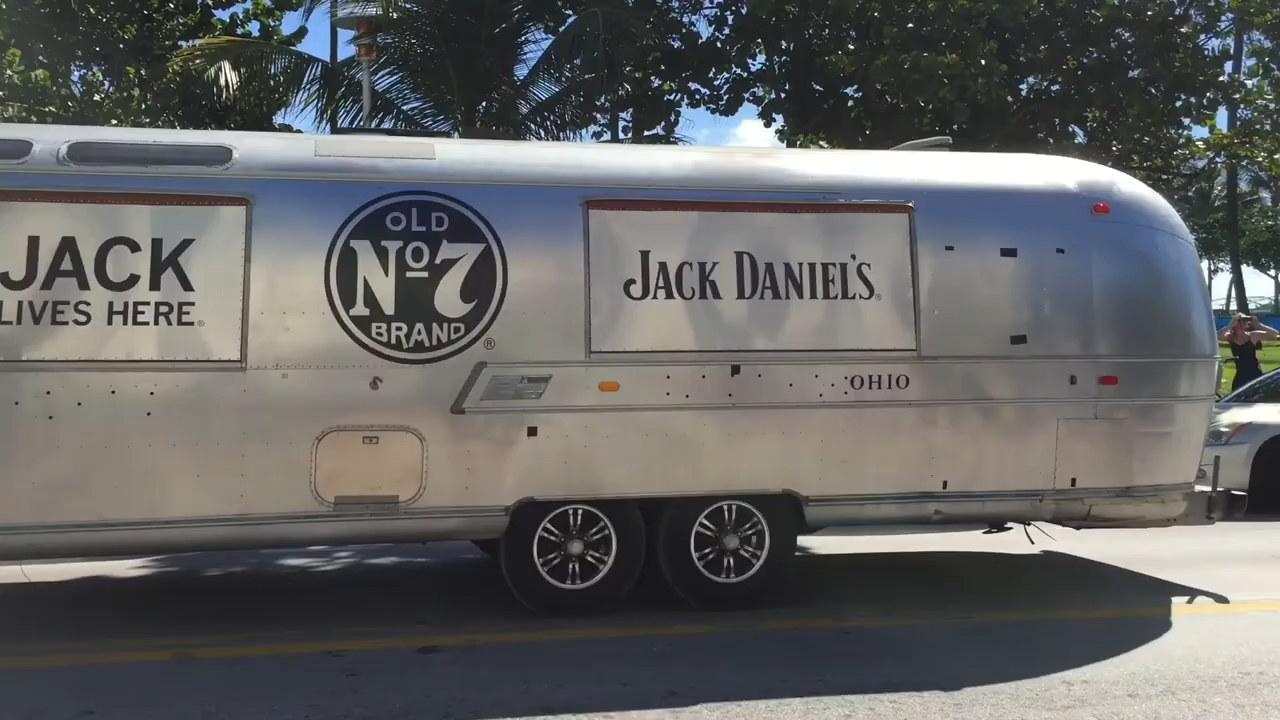 JACK
LIVES HERE.®
OLD
No7
BRAND
®
JACK DANIEL'S®
OHIO